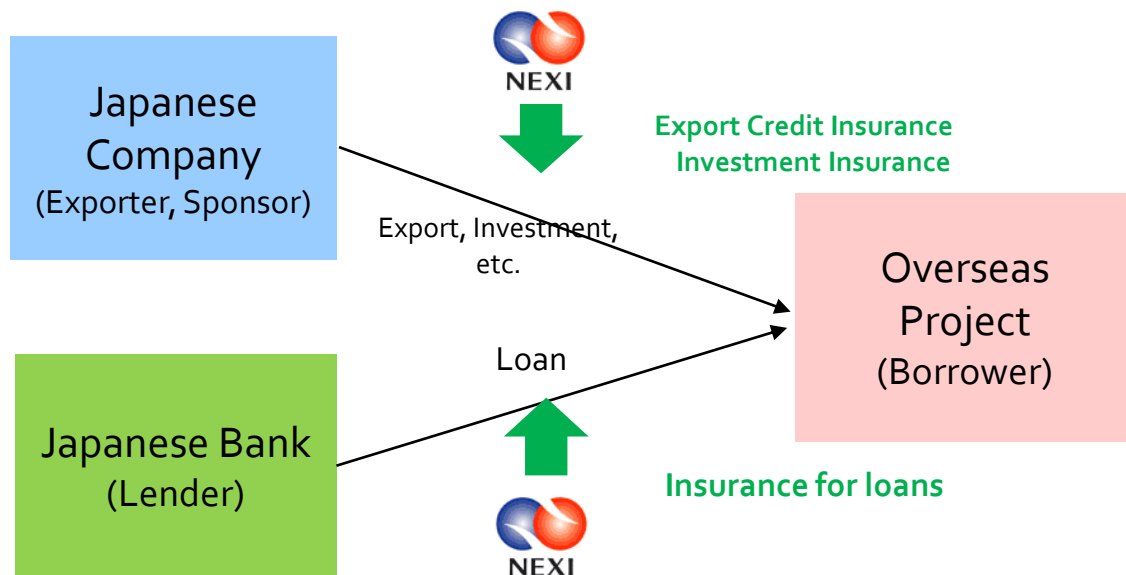 NEXI
Japanese
Company
(Exporter, Sponsor)
Export Credit Insurance
Investment Insurance
Export, Investment,
etc.
Overseas
Project
(Borrower)
Loan
Japanese Bank
(Lender)
Insurance for loans
NEXI